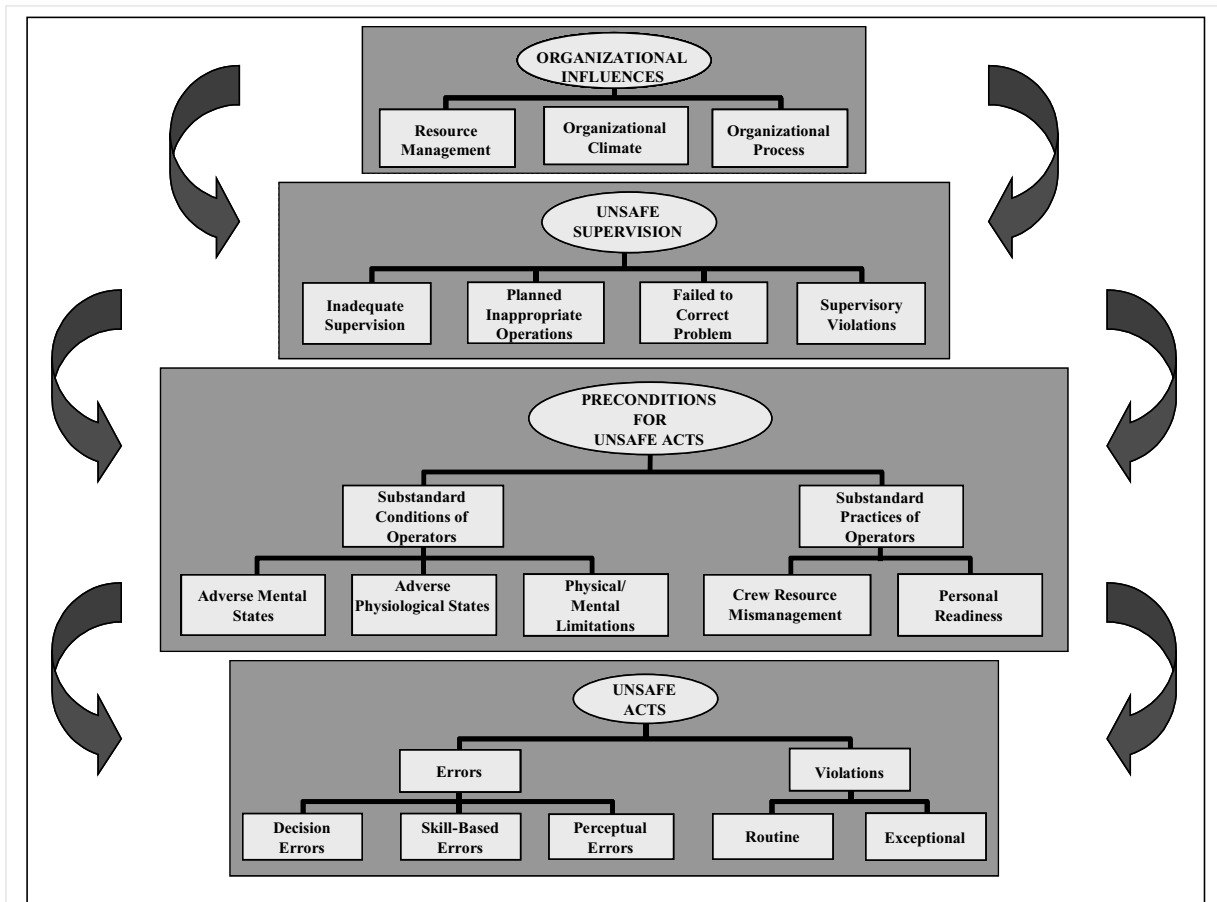 ORGANIZATIONAL
INFLUENCES
Resource
Management
Organizational
Climate
Organizational
Process
UNSAFE
SUPERVISION
Inadequate
Supervision
Planned
Inappropriate
Operations
Failed to
Correct
Problem
Supervisory
Violations
PRECONDITIONS
FOR
UNSAFE ACTS
Substandard
Conditions of
Operators
Substandard
Practices of
Operators
Adverse Mental
States
Adverse
Physiological States
Physical/
Mental
Limitations
Crew Resource
Mismanagement
Personal
Readiness
UNSAFE
ACTS
Errors
Violations
Decision
Errors
Skill-Based
Errors
Perceptual
Errors
Routine
Exceptional